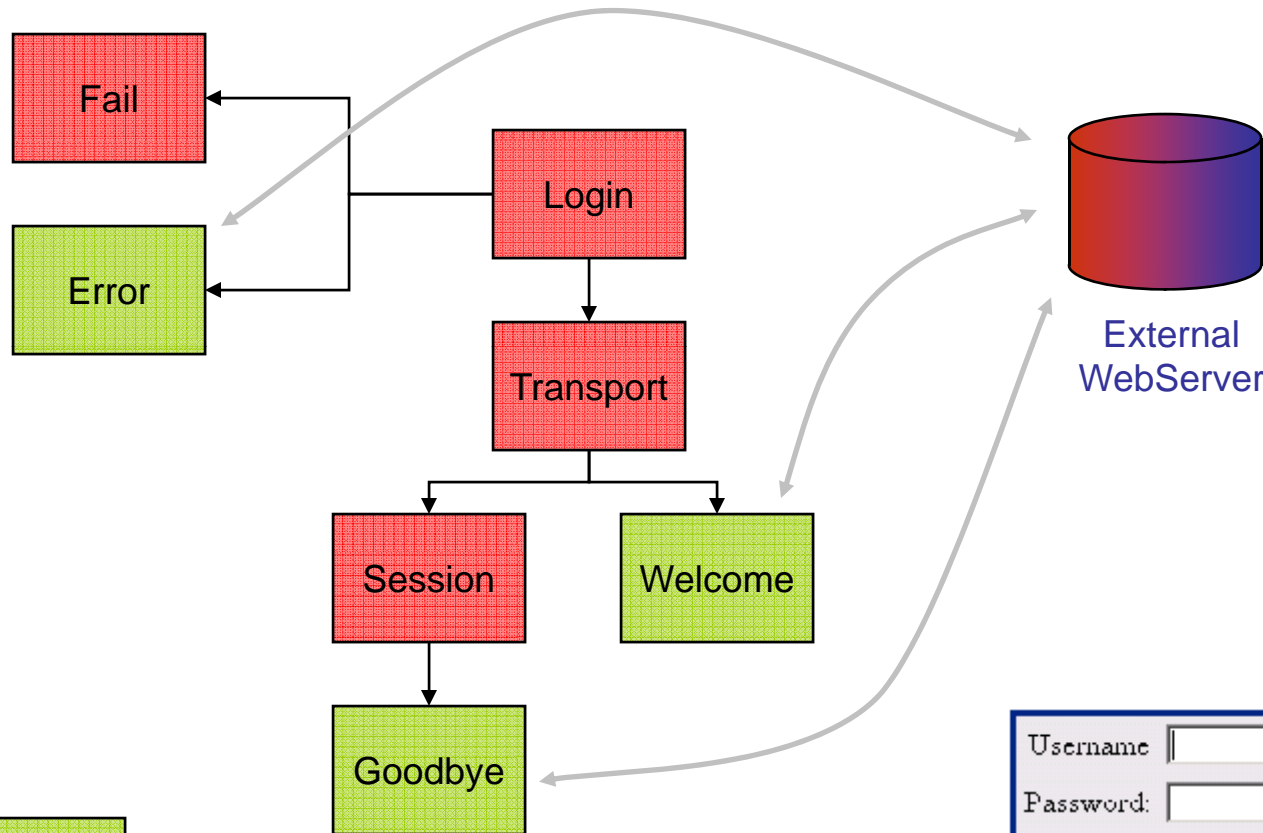 Fail
Login
Error
Transport
External
WebServer
Session
Welcome
Goodbye
Username
Password: